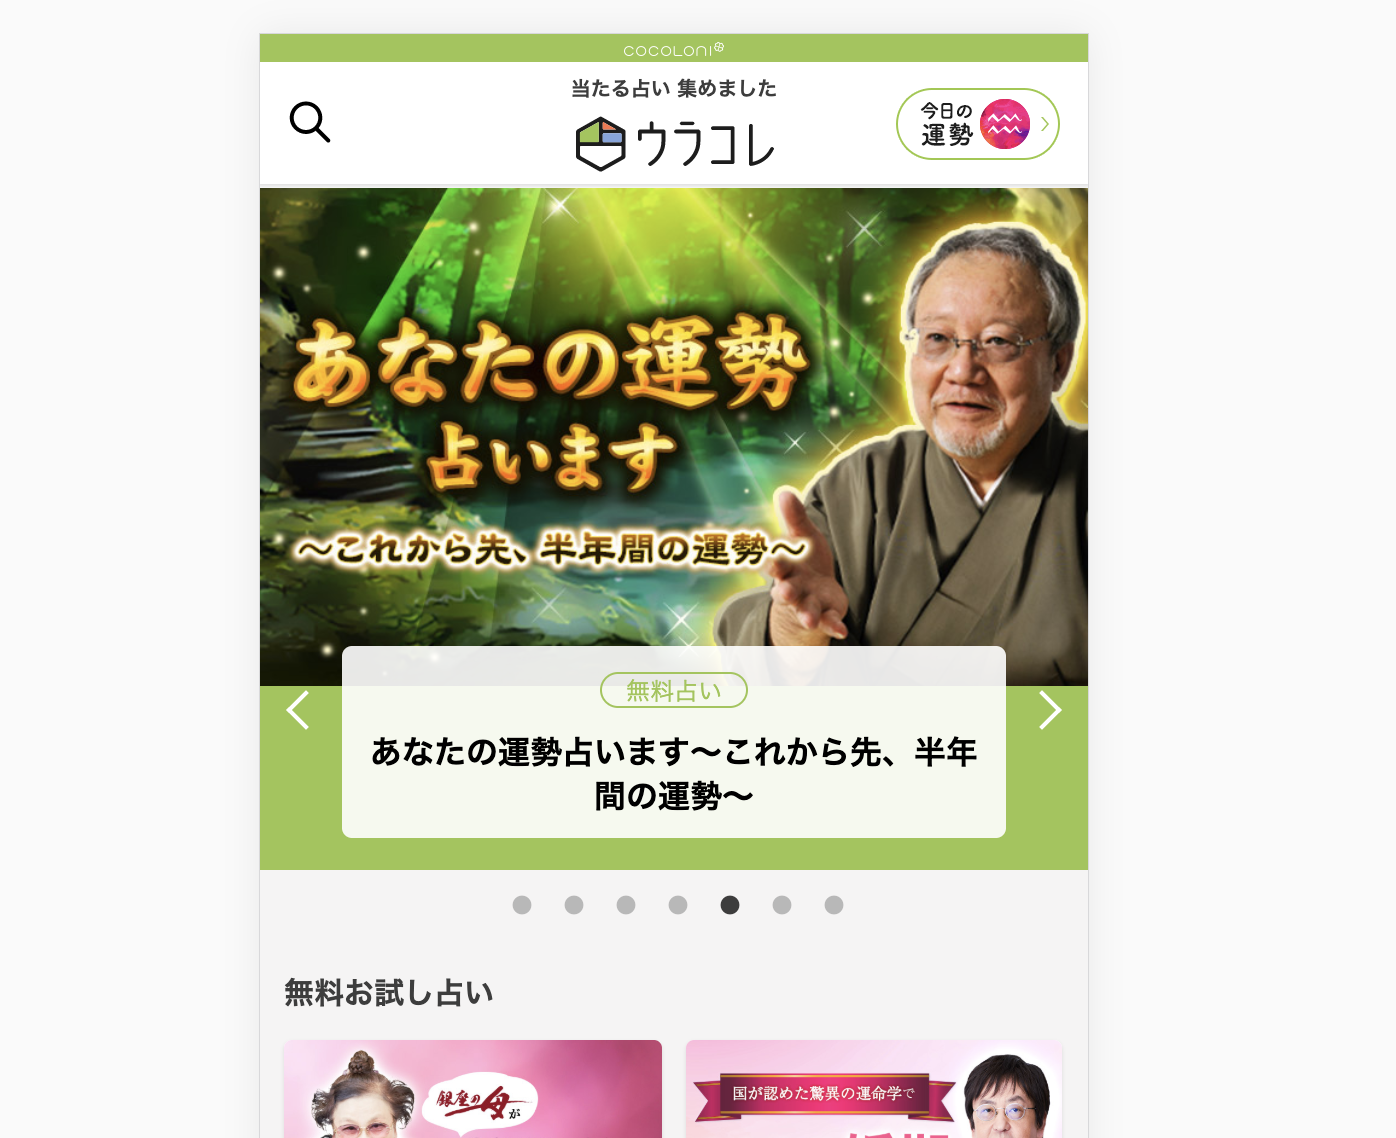 COCOLONI
当たる占い 集めました
ウラコレ
今日の
運勢
あなたの運勢
占います
〜これから先、半年間の運勢〜
無料占い
あなたの運勢占います〜これから先、半年
間の運勢〜
無料お試し占い
銀座の母が
国が認めた驚異の運命学で